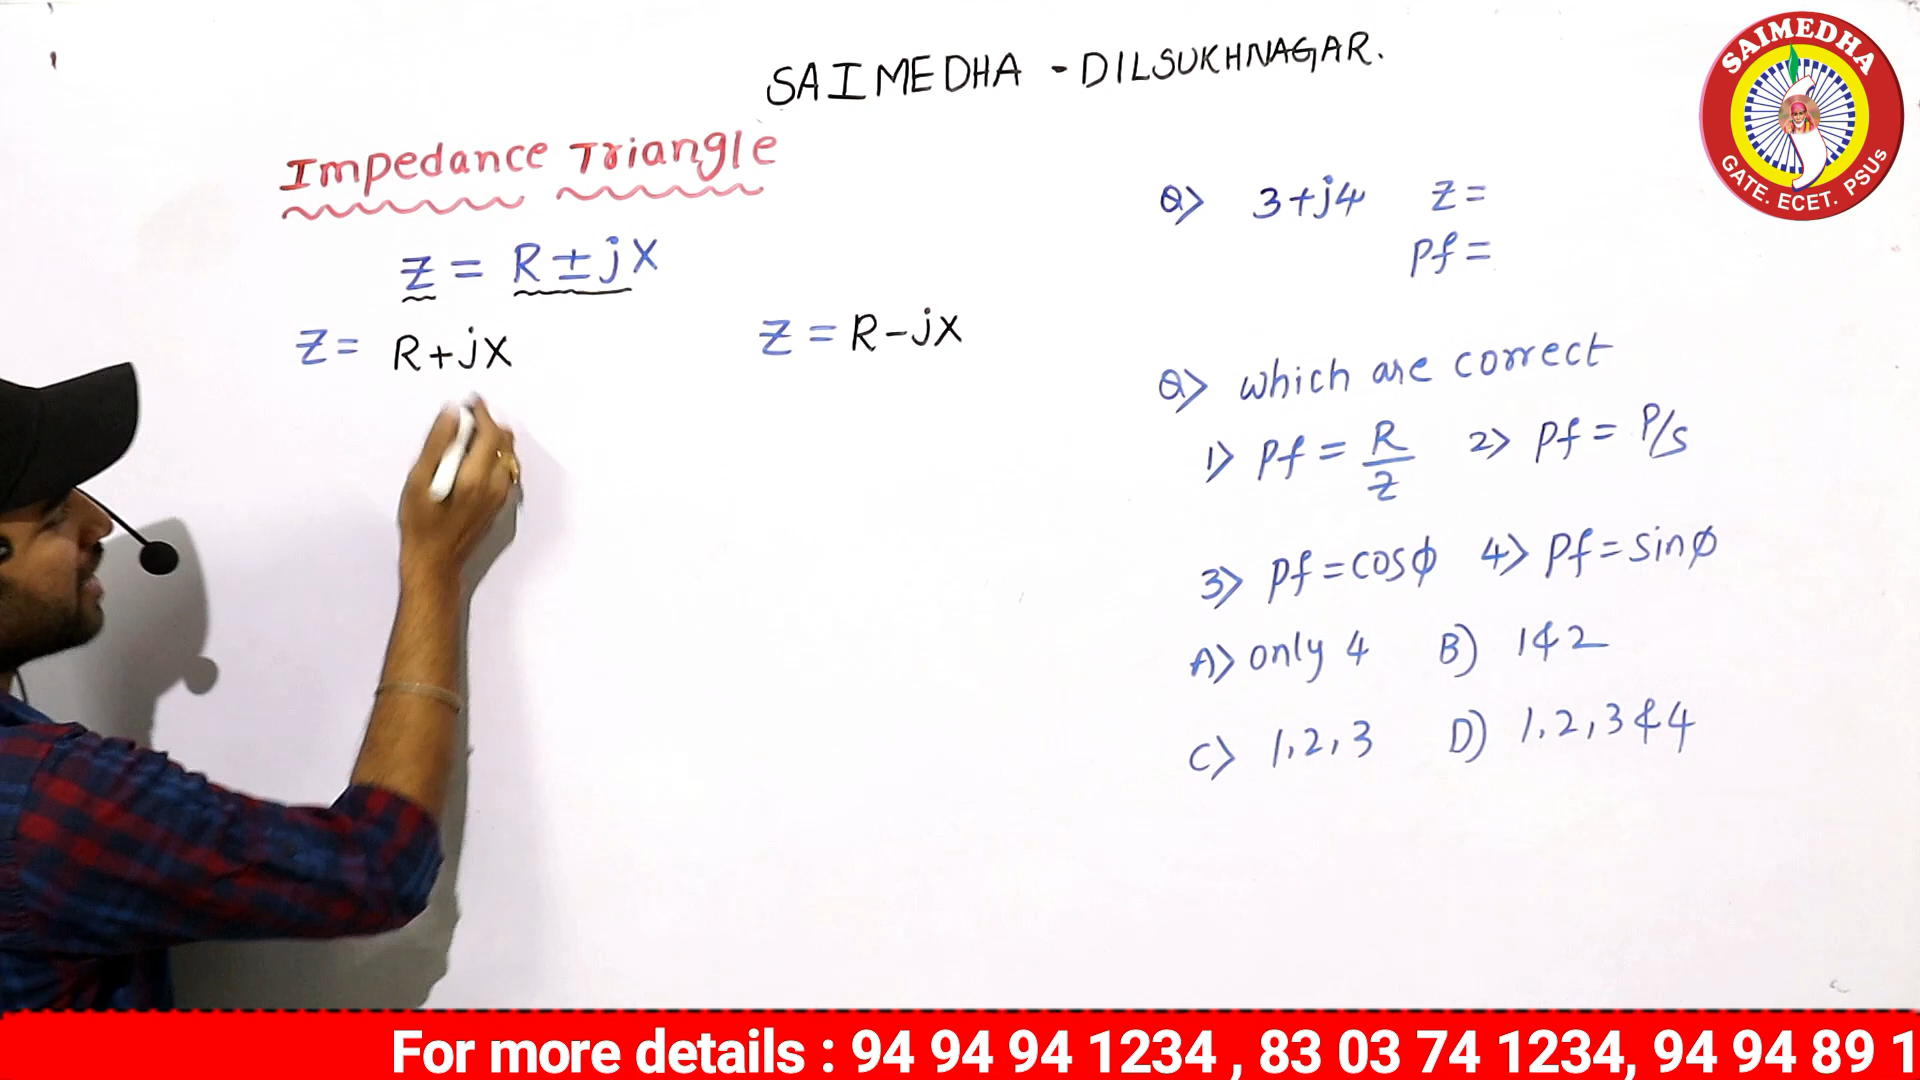 SAIMEDHA - DILSUKHNAGAR.
Impedance Triangle
Z = R ± jX
Z = R+jX
Z = R-jX
Q> 3+j4 Z =
Pf =
Q> which are correct
1> Pf = R/Z 2> Pf = P/S
3> Pf = cosϕ 4> Pf = sinϕ
A> only 4 B) 1&2
C> 1,2,3 D) 1,2,3&4
SAIMEDHA
GATE. ECET. PSUs
For more details : 94 94 94 1234 , 83 03 74 1234, 94 94 89 1